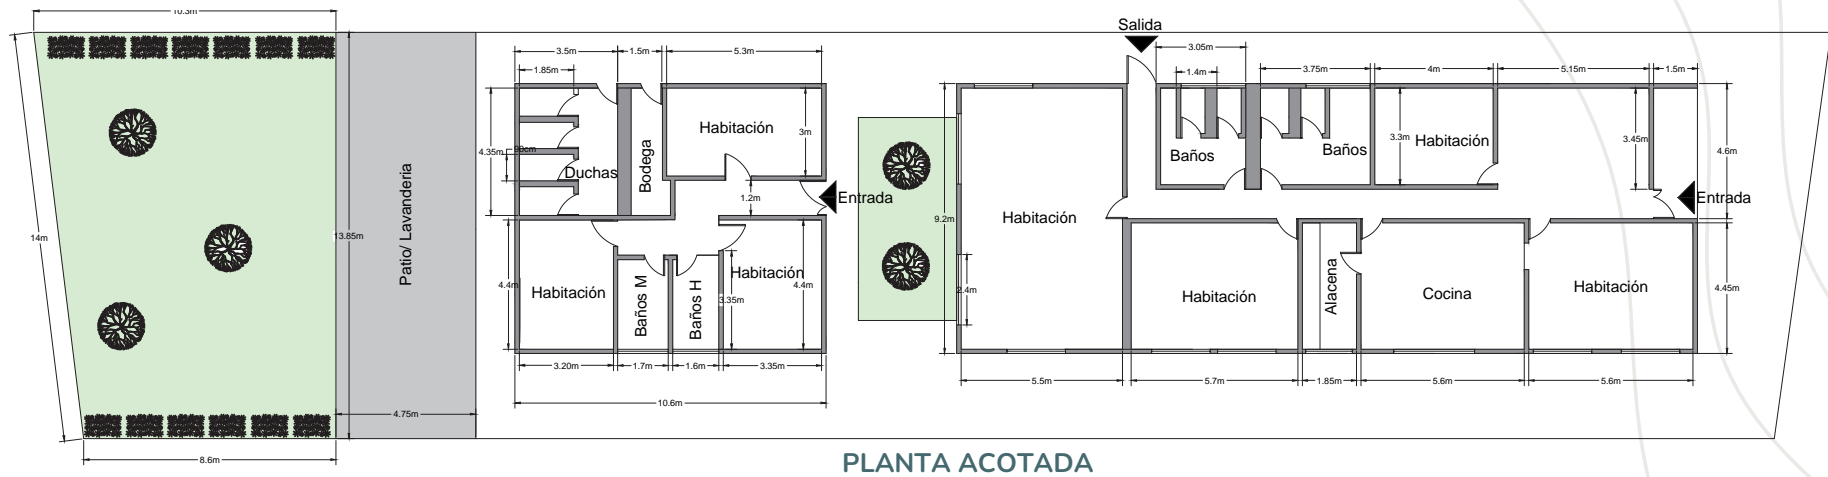 10.3m
14m
13.85m
Patio/ Lavanderia
4.75m
8.6m
3.5m
1.5m
5.3m
1.85m
4.35m
90cm
Duchas
Bodega
Habitación
3m
1.2m
Entrada
Habitación
4.4m
Baños M
Baños H
3.35m
Habitación
4.4m
3.20m
1.7m
1.6m
3.35m
10.6m
Salida
3.05m
1.4m
3.75m
4m
5.15m
1.5m
9.2m
2.4m
Habitación
Baños
Baños
3.3m
Habitación
3.45m
4.6m
Entrada
Habitación
Alacena
Cocina
Habitación
4.45m
5.5m
5.7m
1.85m
5.6m
5.6m
PLANTA ACOTADA